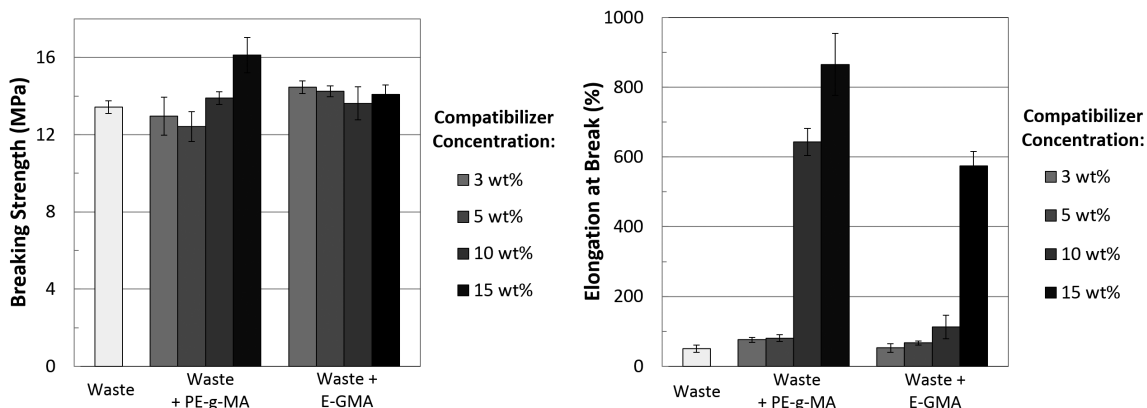 Breaking Strength (MPa)
16
12
8
4
0
Waste
Waste
+ PE-g-MA
Waste +
E-GMA
Compatibilizer
Concentration:
3 wt%
5 wt%
10 wt%
15 wt%
Elongation at Break (%)
1000
800
600
400
200
0
Waste
Waste
+ PE-g-MA
Waste +
E-GMA
Compatibilizer
Concentration:
3 wt%
5 wt%
10 wt%
15 wt%